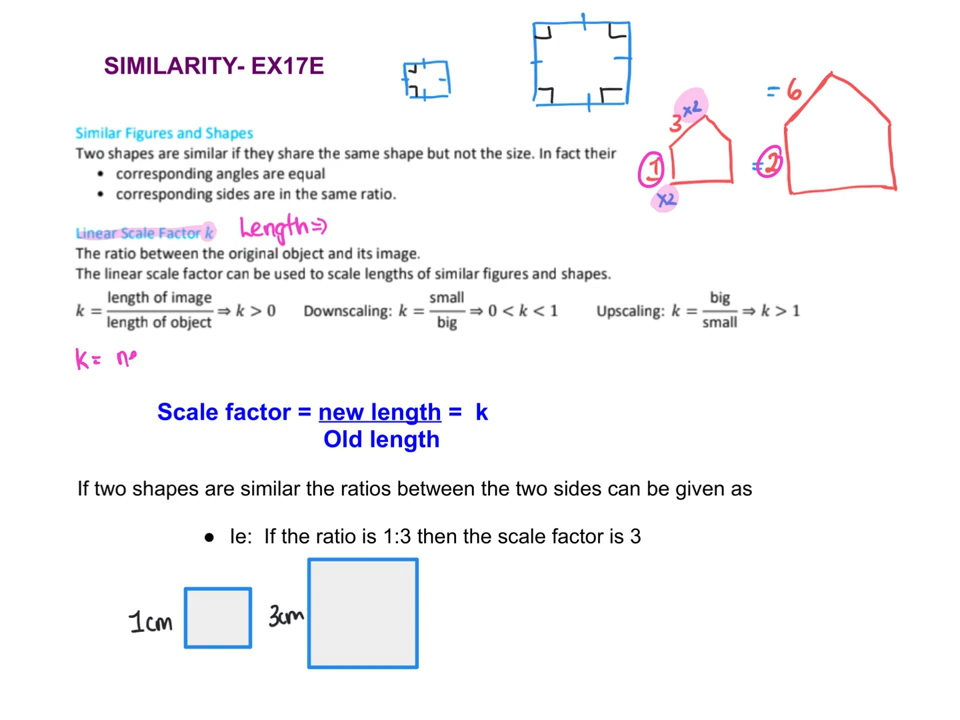 SIMILARITY- EX17E
3 x2
1
x2
= 6
= 2
Similar Figures and Shapes
Two shapes are similar if they share the same shape but not the size. In fact their
• corresponding angles are equal
• corresponding sides are in the same ratio.
Linear Scale Factor k Length ⇒
The ratio between the original object and its image.
The linear scale factor can be used to scale lengths of similar figures and shapes.
k = length of image / length of object ⇒ k > 0 Downscaling: k = small / big ⇒ 0 < k < 1 Upscaling: k = big / small ⇒ k > 1
k = ne
Scale factor = new length = k
Old length
If two shapes are similar the ratios between the two sides can be given as
● Ie: If the ratio is 1:3 then the scale factor is 3
1cm 3cm